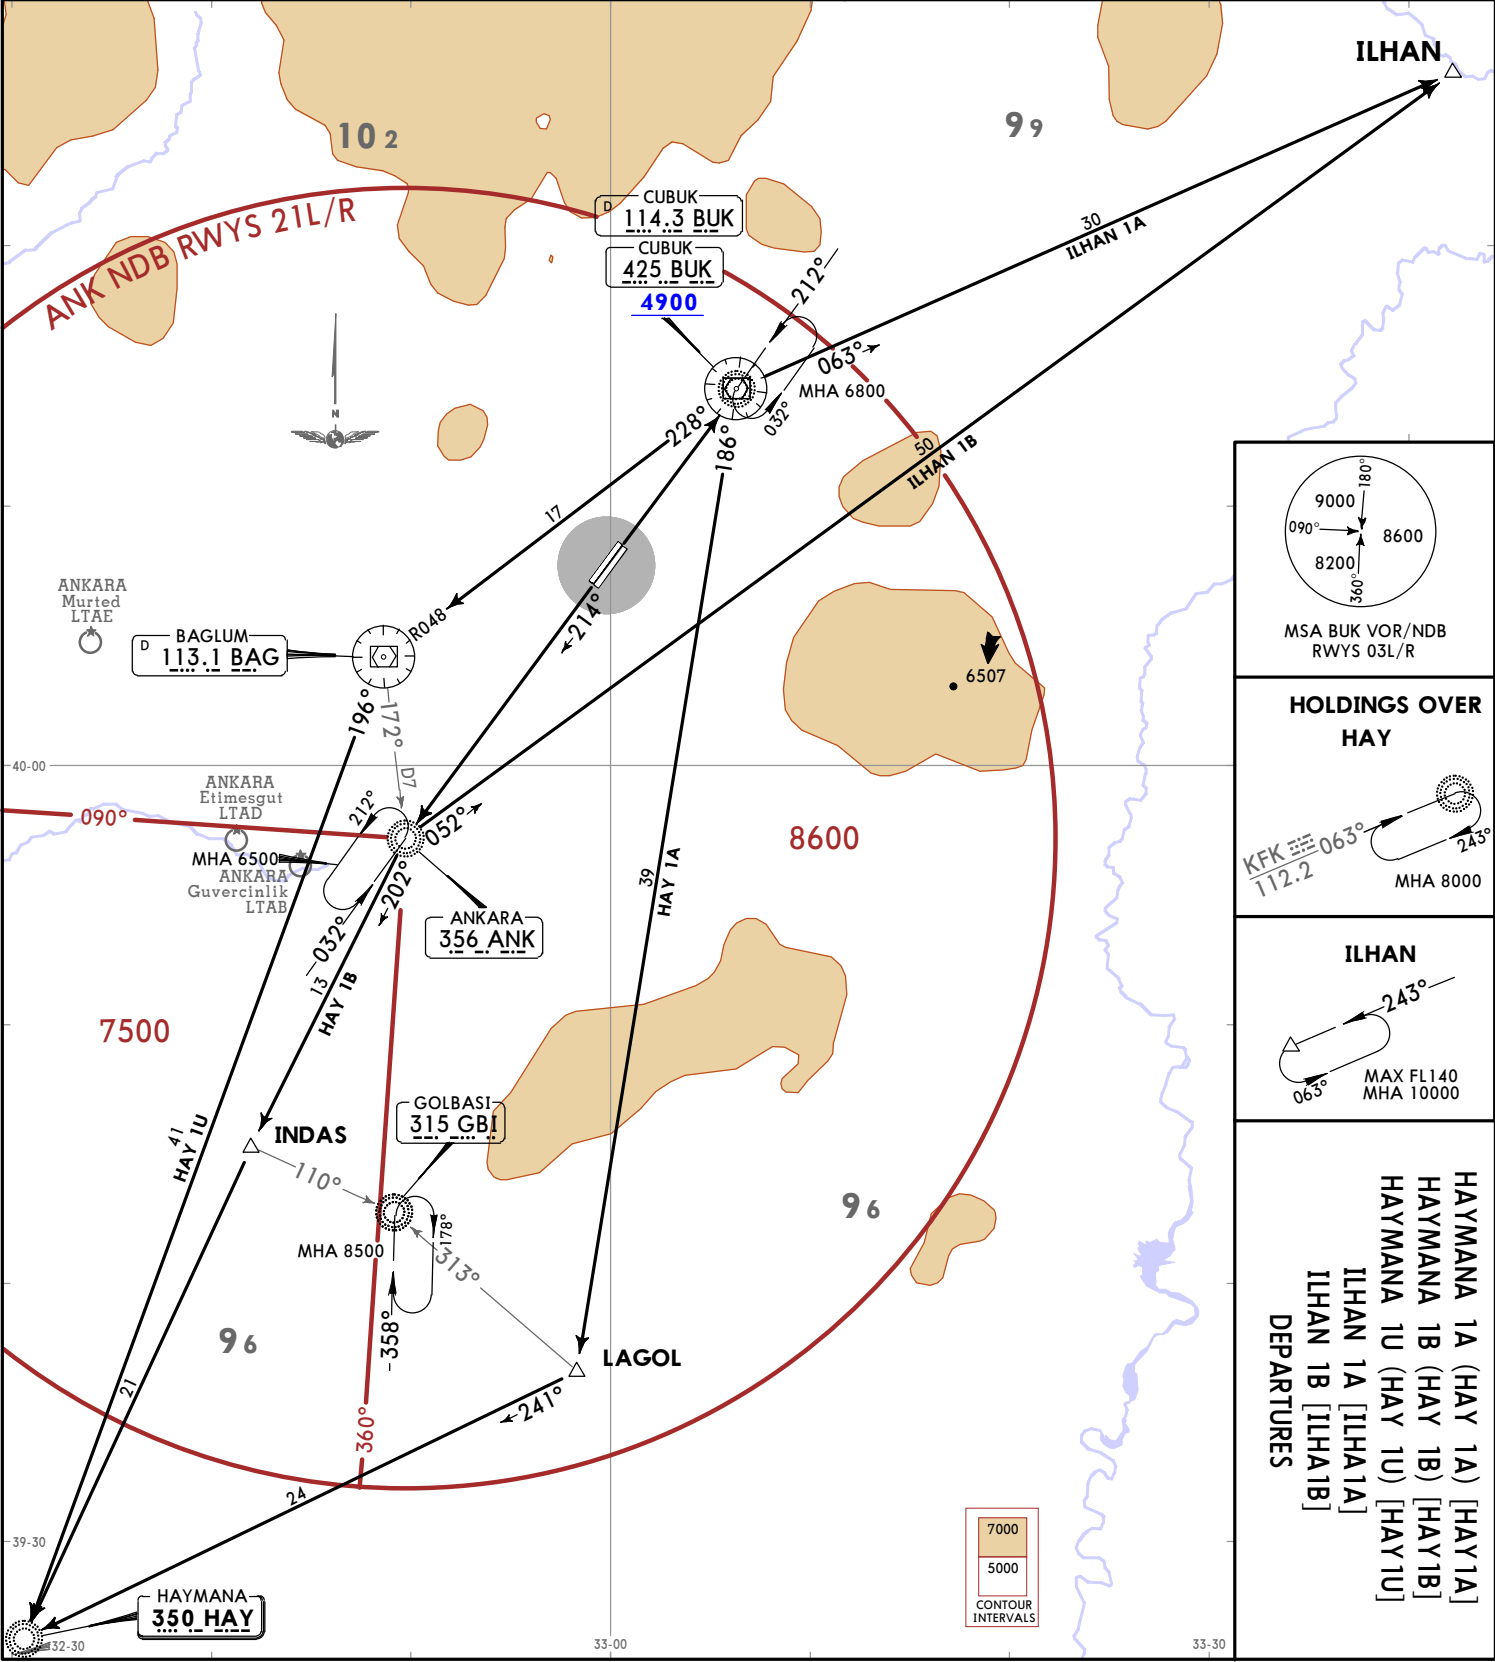 ILHAN
10 2
9 9
ANK NDB RWYS 21L/R
D
CUBUK
114.3 BUK
CUBUK
425 BUK
4900
212°
30
ILHAN 1A
063°
MHA 6800
032°
N
228°
186°
50
ILHAN 1B
17
214°
ANKARA
Murted
LTAE
R048
BAGLUM
D
113.1 BAG
6507
196°
172°
D7
40-00
ANKARA
Etimesgut
LTAD
090°
212°
052°
MHA 6500
ANKARA
Guvercinlik
LTAB
202°
8600
39
HAY 1A
ANKARA
356 ANK
032°
13
HAY 1B
7500
GOLBASI
315 GBI
41
HAY 1U
INDAS
110°
MHA 8500
178°
313°
358°
9 6
9 6
LAGOL
241°
21
360°
24
39-30
HAYMANA
350 HAY
32-30
33-00
33-30
7000
5000
CONTOUR
INTERVALS
180°
9000
090°
8600
8200
360°
MSA BUK VOR/NDB
RWYS 03L/R
HOLDINGS OVER
HAY
KFK 063°
112.2
243°
MHA 8000
ILHAN
243°
063°
MAX FL140
MHA 10000
HAYMANA 1A (HAY 1A) [HAY1A]
HAYMANA 1B (HAY 1B) [HAY1B]
HAYMANA 1U (HAY 1U) [HAY1U]
ILHAN 1A [ILHA1A]
ILHAN 1B [ILHA1B]
DEPARTURES